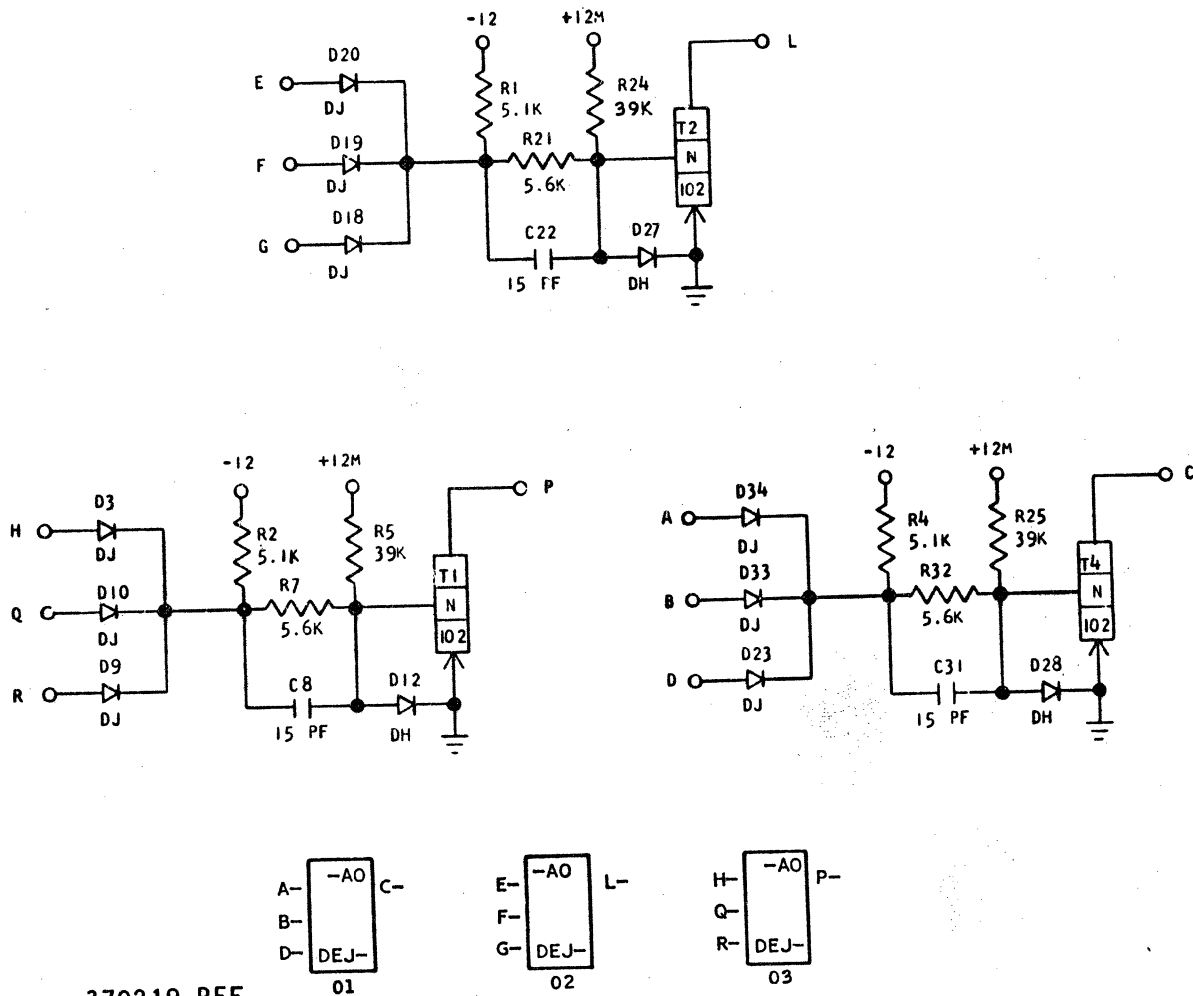 -12
+12M
L
D20
E
DJ
R1
5.1K
R24
39K
T2
N
102
D19
F
DJ
R21
5.6K
D18
G
DJ
C22
15 PF
D27
DH
-12
+12M
P
D3
H
DJ
R2
5.1K
R5
39K
T1
N
102
D10
Q
DJ
R7
5.6K
D9
R
DJ
C8
15 PF
D12
DH
-12
+12M
C
D34
A
DJ
R4
5.1K
R25
39K
T4
N
102
D33
B
DJ
R32
5.6K
D23
D
DJ
C31
15 PF
D28
DH
-AO
A-
C-
B-
D-
DEJ-
01
-AO
E-
L-
F-
G-
DEJ-
02
-AO
H-
P-
Q-
R-
DEJ-
03